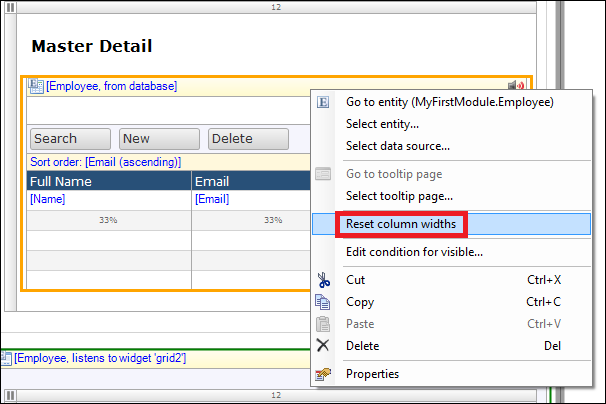 12
Master Detail
[Employee, from database]
Search New Delete
Sort order: [Email (ascending)]
Full Name Email
[Name] [Email]
33% 33%
Go to entity (MyFirstModule.Employee)
Select entity...
Select data source...
Go to tooltip page
Select tooltip page...
Reset column widths
Edit condition for visible...
Cut Ctrl+X
Copy Ctrl+C
Paste Ctrl+V
Delete Del
Properties
[Employee, listens to widget 'grid2']
12